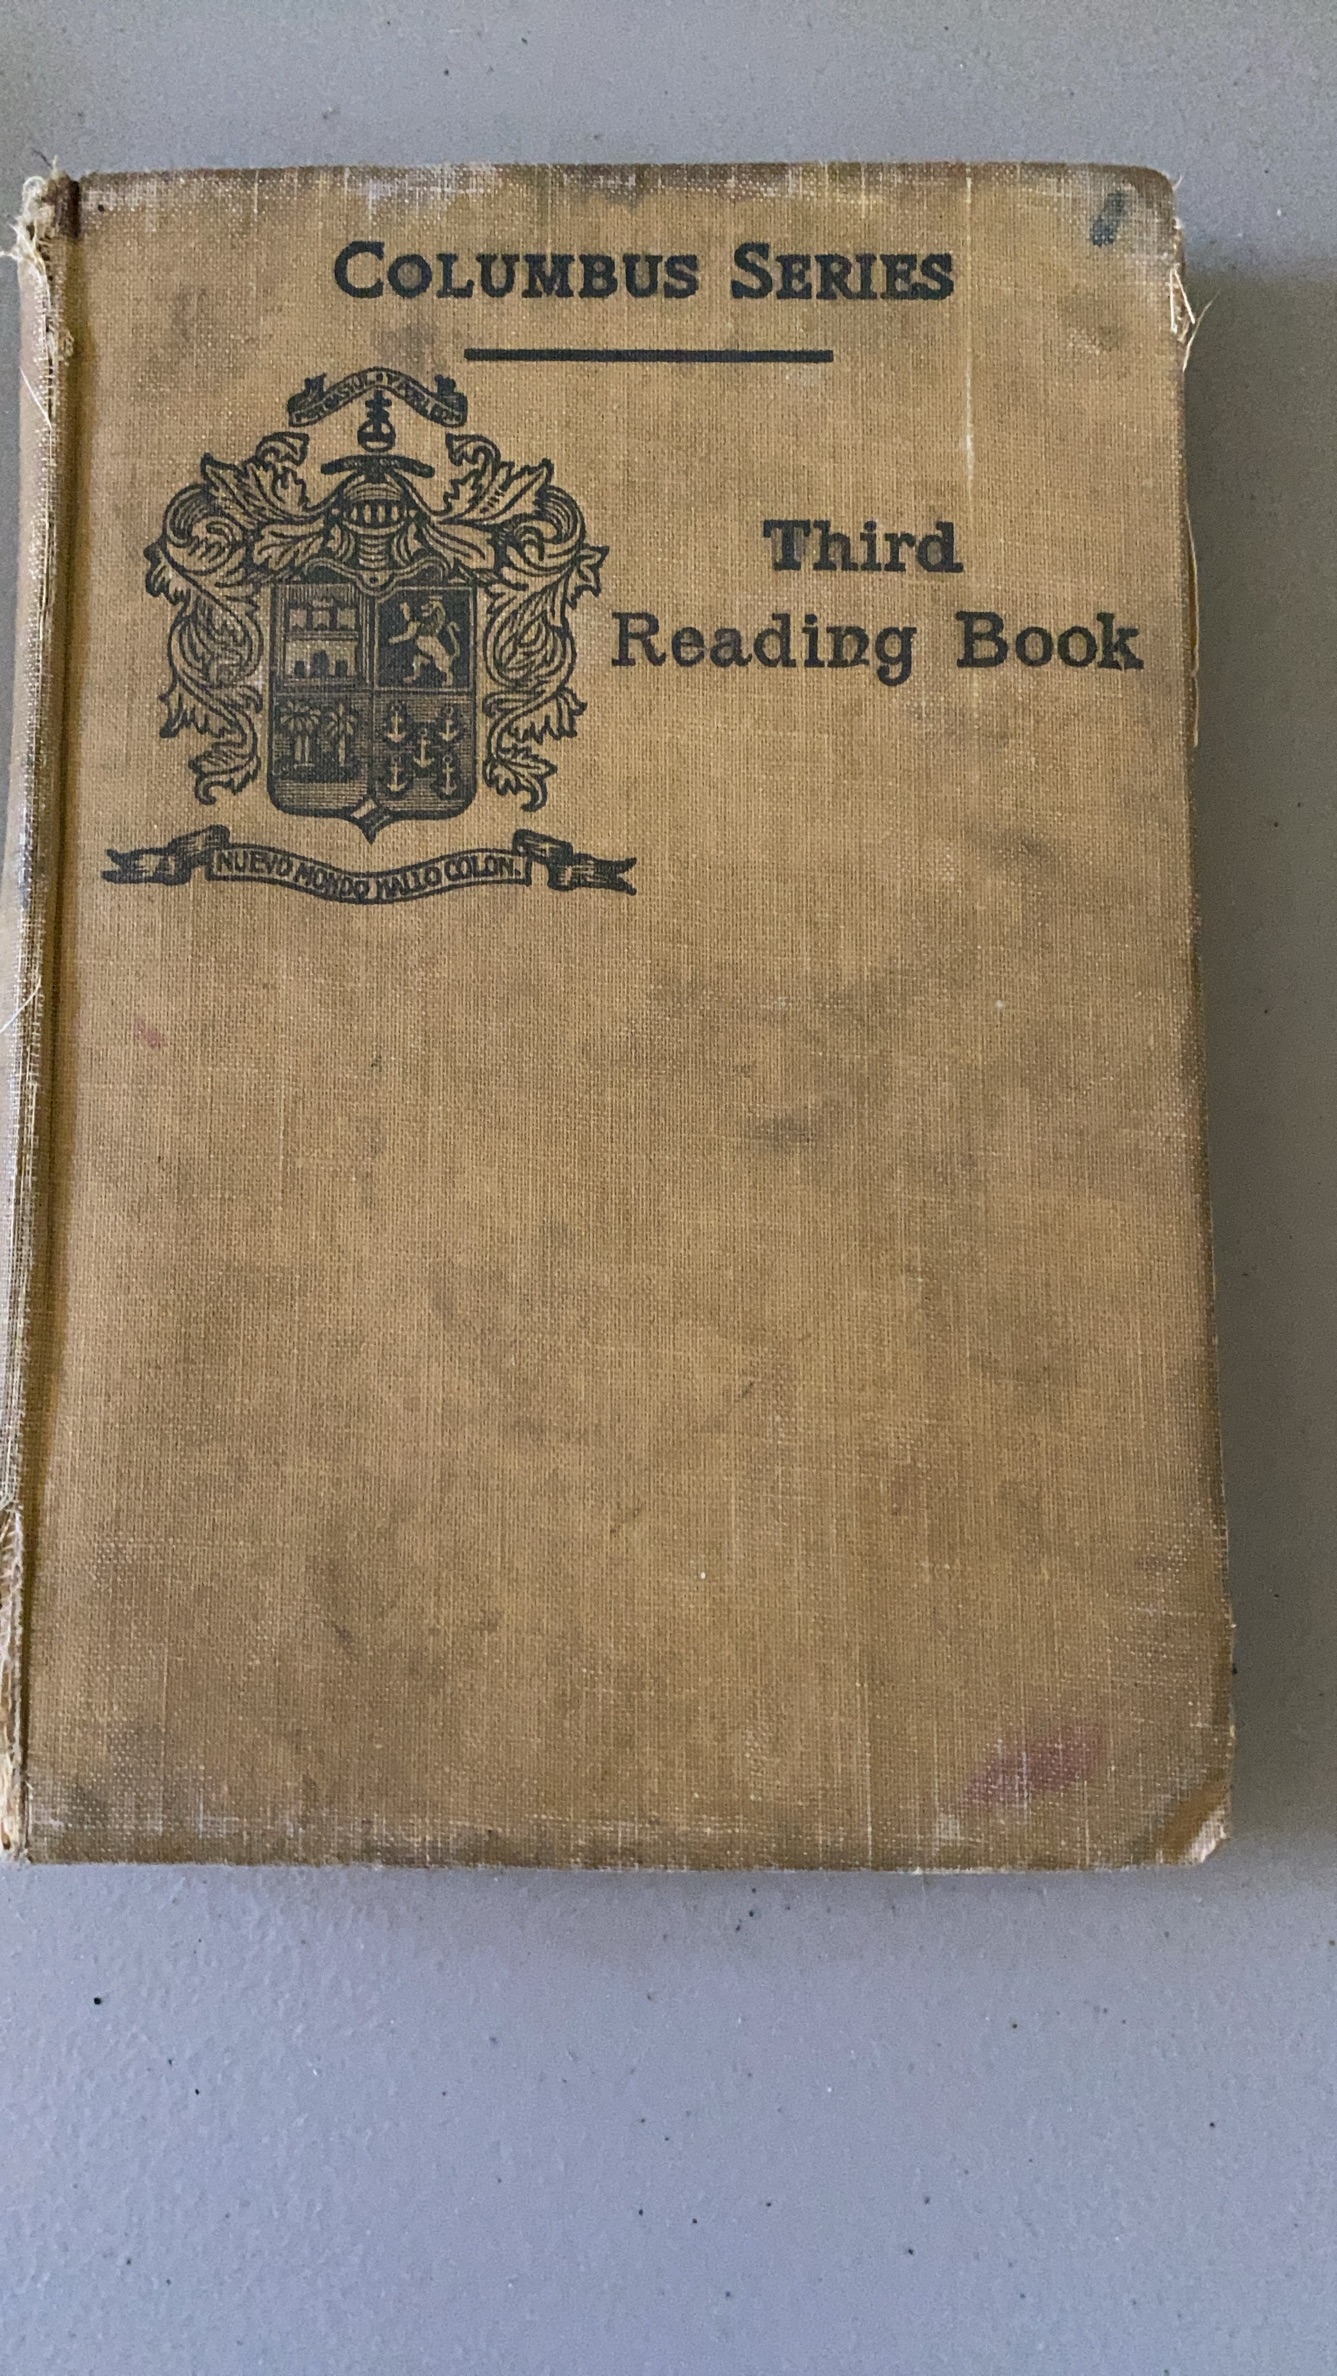 COLUMBUS SERIES
Third
Reading Book
NUEVO MONDO HALLO COLON.